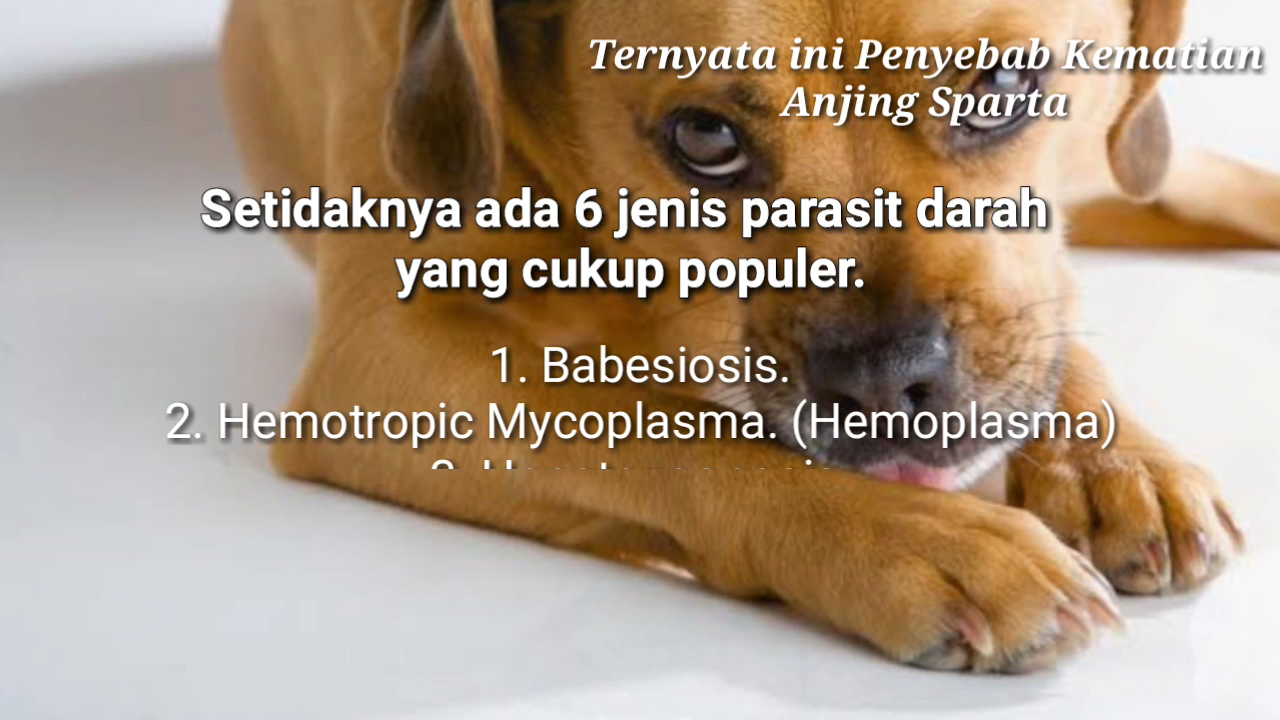 Ternyata ini Penyebab Kematian
Anjing Sparta
Setidaknya ada 6 jenis parasit darah
yang cukup populer.
1. Babesiosis.
2. Hemotropic Mycoplasma. (Hemoplasma)